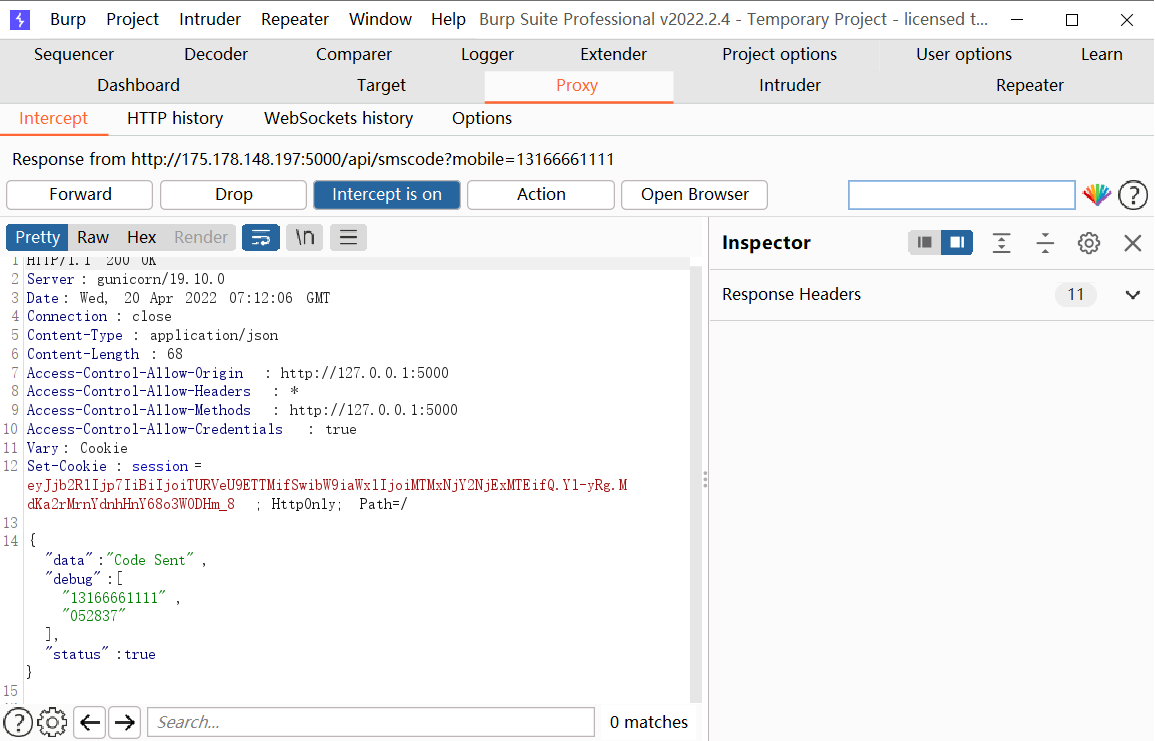 Burp Project Intruder Repeater Window Help Burp Suite Professional v2022.2.4 - Temporary Project - licensed t...
Sequencer Decoder Comparer Logger Extender Project options User options Learn
Dashboard Target Proxy Intruder Repeater
Intercept HTTP history WebSockets history Options
Response from http://175.178.148.197:5000/api/smscode?mobile=13166661111
Forward Drop Intercept is on Action Open Browser
Pretty Raw Hex Render \n
Inspector
Response Headers 11
1 HTTP/1.1 200 OK
2 Server : gunicorn/19.10.0
3 Date : Wed, 20 Apr 2022 07:12:06 GMT
4 Connection : close
5 Content-Type : application/json
6 Content-Length : 68
7 Access-Control-Allow-Origin : http://127.0.0.1:5000
8 Access-Control-Allow-Headers : *
9 Access-Control-Allow-Methods : http://127.0.0.1:5000
10 Access-Control-Allow-Credentials : true
11 Vary : Cookie
12 Set-Cookie : session =
eyJjb2RlIjp7IiBiIjoiTURVeU9ETTMifSwibW9iaWxlIjoiMTMxNjY2NjExMTEifQ.Yl-yRg.M
dKa2rMrnYdnhHnY68o3W0DHm_8 ; HttpOnly; Path=/
13
14 {
"data" :"Code Sent" ,
"debug" :[
"13166661111" ,
"052837"
],
"status" :true
}
15
Search... 0 matches